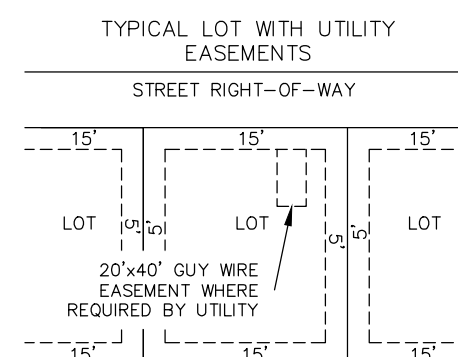 TYPICAL LOT WITH UTILITY
EASEMENTS
STREET RIGHT-OF-WAY
15'
15'
15'
LOT
5'
5'
LOT
5'
5'
LOT
20'x40' GUY WIRE
EASEMENT WHERE
REQUIRED BY UTILITY
15'
15'
15'